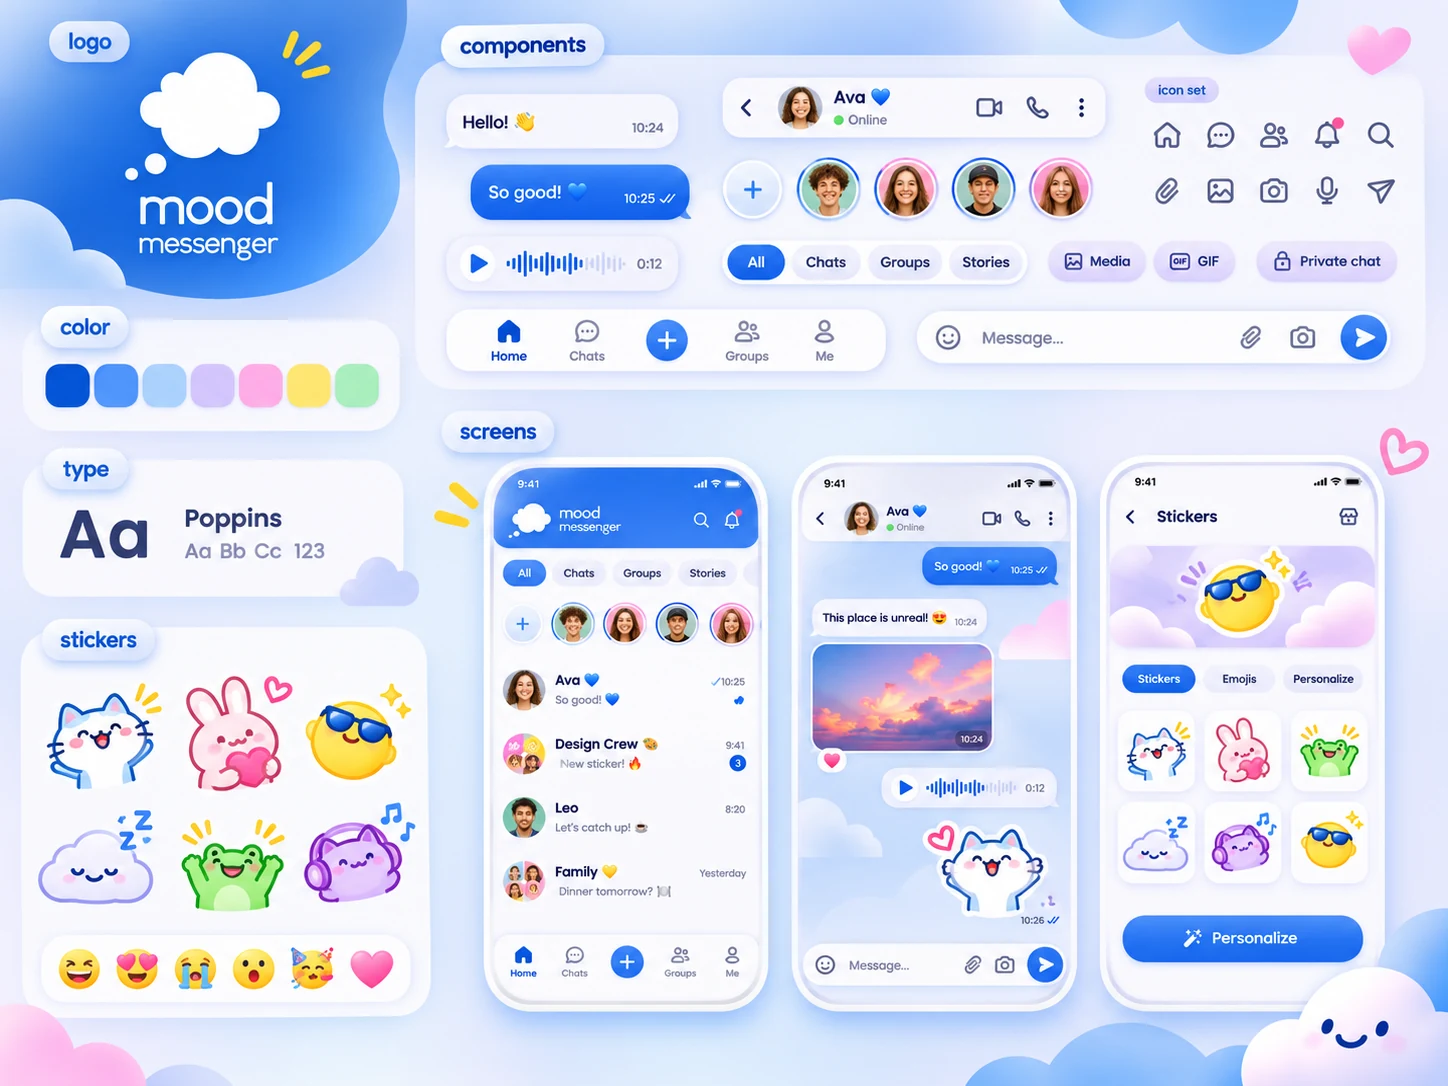 logo
mood
messenger
color
type
Aa
Poppins
Aa Bb Cc 123
stickers
z z
components
Hello! 👋 10:24
So good! 💙 10:25
0:12
Ava 💙
Online
All Chats Groups Stories
Media
GIF GIF
Private chat
icon set
Home Chats Groups Me
Message...
screens
9:41
mood
messenger
All Chats Groups Stories
Ava 💙 10:25
So good! 💙
Design Crew 🎨 9:41
New sticker! 🔥 3
Leo 8:20
Let's catch up! ☕
Family 💛 Yesterday
Dinner tomorrow? 🍽️
Home Chats Groups Me
9:41
Ava 💙
Online
So good! 💙 10:25
This place is unreal! 😍 10:24
10:24
0:12
10:26
Message...
9:41
Stickers
Stickers Emojis Personalize
z z
Personalize